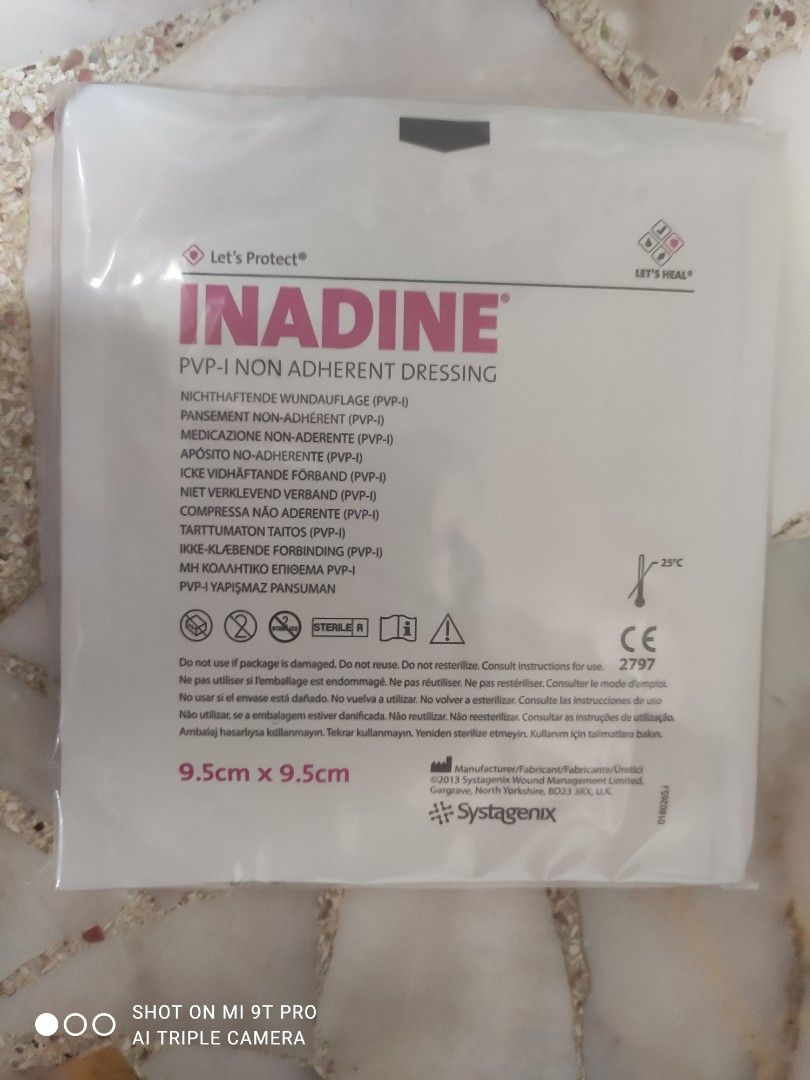 Let's Protect®
LET'S HEAL®
INADINE®
PVP-I NON ADHERENT DRESSING
NICHTHAFTENDE WUNDAUFLAGE (PVP-I)
PANSEMENT NON-ADHÉRENT (PVP-I)
MEDICAZIONE NON-ADERENTE (PVP-I)
APÓSITO NO-ADHERENTE (PVP-I)
ICKE VIDHÄFTANDE FÖRBAND (PVP-I)
NIET VERKLEVEND VERBAND (PVP-I)
COMPRESSA NÃO ADERENTE (PVP-I)
TARTTUMATON TAITOS (PVP-I)
IKKE-KLÆBENDE FORBINDING (PVP-I)
ΜΗ ΚΟΛΛΗΤΙΚΟ ΕΠΙΘΕΜΑ PVP-I
PVP-I YAPIŞMAZ PANSUMAN
25°C
2
STERILE R
CE
2797
Do not use if package is damaged. Do not reuse. Do not resterilize. Consult instructions for use.
Ne pas utiliser si l'emballage est endommagé. Ne pas réutiliser. Ne pas restériliser. Consulter le mode d'emploi.
No usar si el envase está dañado. No vuelva a utilizar. No volver a esterilizar. Consulte las instrucciones de uso
Não utilizar, se a embalagem estiver danificada. Não reutilizar. Não reesterilizar. Consultar as instruções de utilização.
Ambalaj hasarlıysa kullanmayın. Tekrar kullanmayın. Yeniden sterilize etmeyin. Kullanım için talimatlara bakın.
9.5cm x 9.5cm
Manufacturer/Fabricant/Fabricante/Üretici
©2013 Systagenix Wound Management Limited,
Gargrave, North Yorkshire, BD23 3RX, U.K.
Systagenix
SHOT ON MI 9T PRO
AI TRIPLE CAMERA